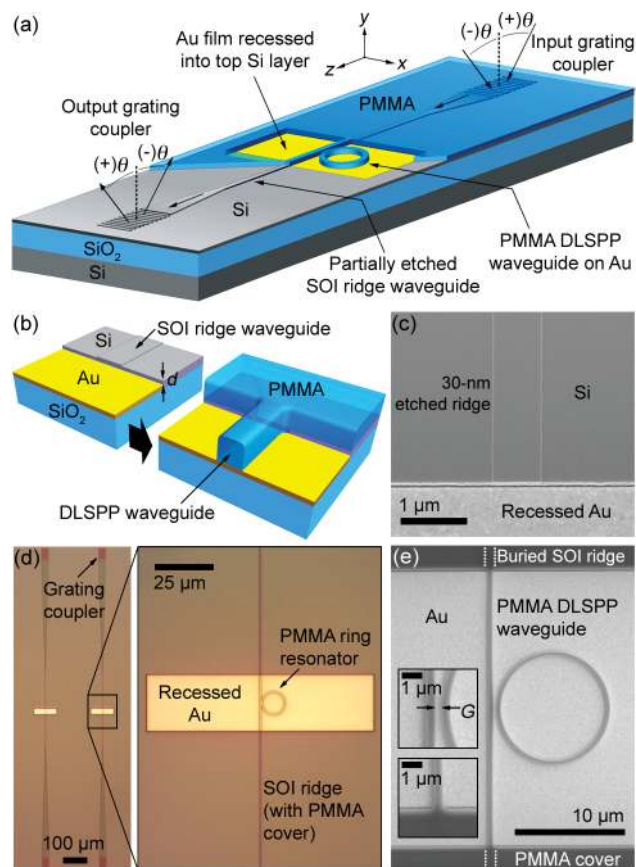 (a)
Au film recessed
into top Si layer
y
z
x
(-)θ
(+)θ
Input grating
coupler
PMMA
Output grating
coupler
(+)θ
(-)θ
Si
SiO2
Si
Partially etched
SOI ridge waveguide
PMMA DLSPP
waveguide on Au
(b)
Si
SOI ridge waveguide
Au
d
SiO2
PMMA
DLSPP waveguide
(c)
30-nm
etched ridge
Si
1 μm
Recessed Au
(d)
Grating
coupler
100 μm
25 μm
PMMA ring
resonator
Recessed
Au
SOI ridge
(with PMMA
cover)
(e)
Buried SOI ridge
Au
PMMA DLSPP
waveguide
1 μm
G
1 μm
10 μm
PMMA cover